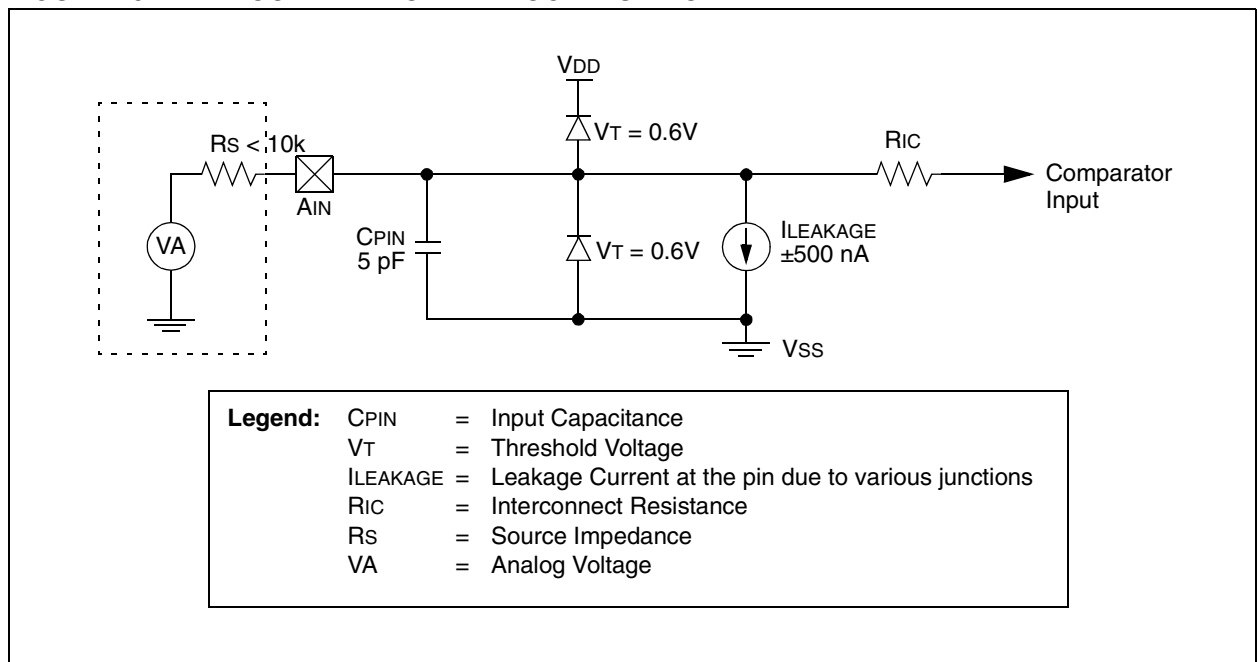 VDD
VT = 0.6V
RS < 10k
RIC
AIN
Comparator
Input
VA
CPIN
5 pF
VT = 0.6V
ILEAKAGE
±500 nA
VSS
Legend: CPIN = Input Capacitance
VT = Threshold Voltage
ILEAKAGE = Leakage Current at the pin due to various junctions
RIC = Interconnect Resistance
RS = Source Impedance
VA = Analog Voltage